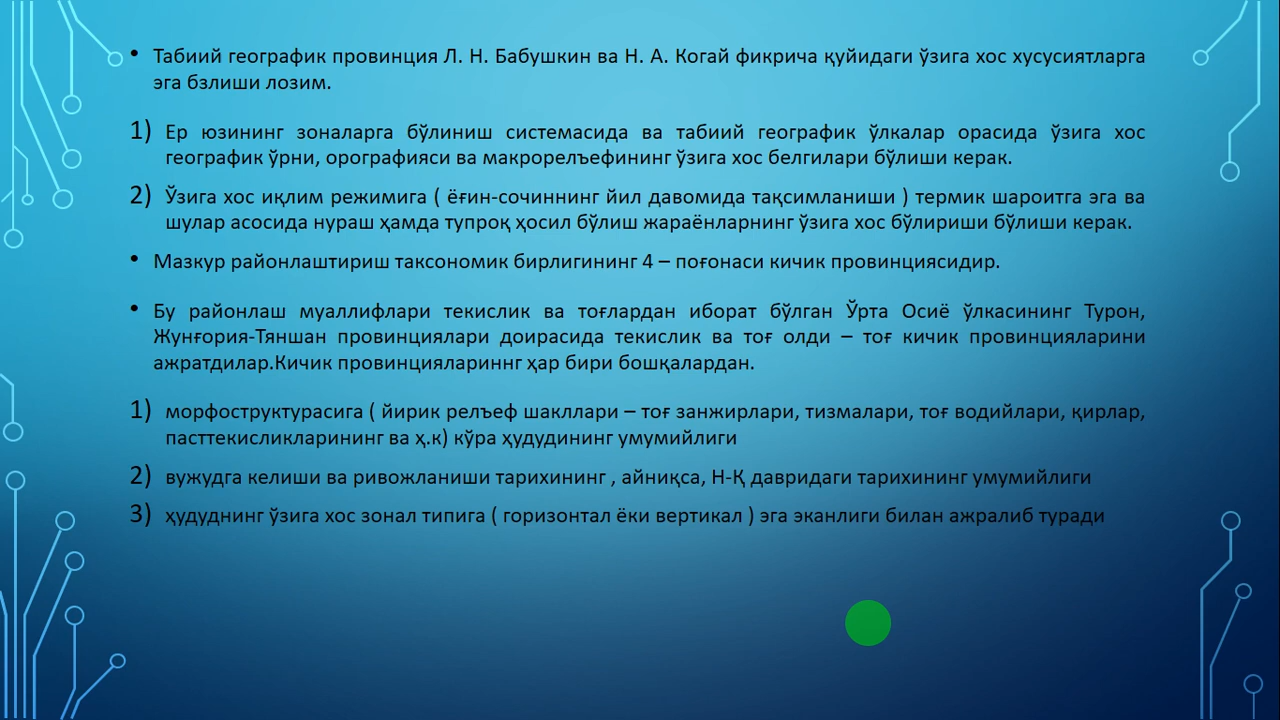 • Табиий географик провинция Л. Н. Бабушкин ва Н. А. Когай фикрича қуйидаги ўзига хос хусусиятларга
эга бзлиши лозим.
1) Ер юзининг зоналарга бўлиниш системасида ва табиий географик ўлкалар орасида ўзига хос
географик ўрни, орографияси ва макрорелъефининг ўзига хос белгилари бўлиши керак.
2) Ўзига хос иқлим режимига ( ёғин-сочиннинг йил давомида тақсимланиши ) термик шароитга эга ва
шулар асосида нураш ҳамда тупроқ ҳосил бўлиш жараёнларнинг ўзига хос бўлириши бўлиши керак.
• Мазкур районлаштириш таксономик бирлигининг 4 – поғонаси кичик провинциясидир.
• Бу районлаш муаллифлари текислик ва тоғлардан иборат бўлган Ўрта Осиё ўлкасининг Турон,
Жунғория-Тяншан провинциялари доирасида текислик ва тоғ олди – тоғ кичик провинцияларини
ажратдилар.Кичик провинциялариннг ҳар бири бошқалардан.
1) морфоструктурасига ( йирик релъеф шакллари – тоғ занжирлари, тизмалари, тоғ водийлари, қирлар,
пасттекисликларининг ва ҳ.к) кўра ҳудудининг умумийлиги
2) вужудга келиши ва ривожланиши тарихининг , айниқса, Н-Қ давридаги тарихининг умумийлиги
3) ҳудуднинг ўзига хос зонал типига ( горизонтал ёки вертикал ) эга эканлиги билан ажралиб туради